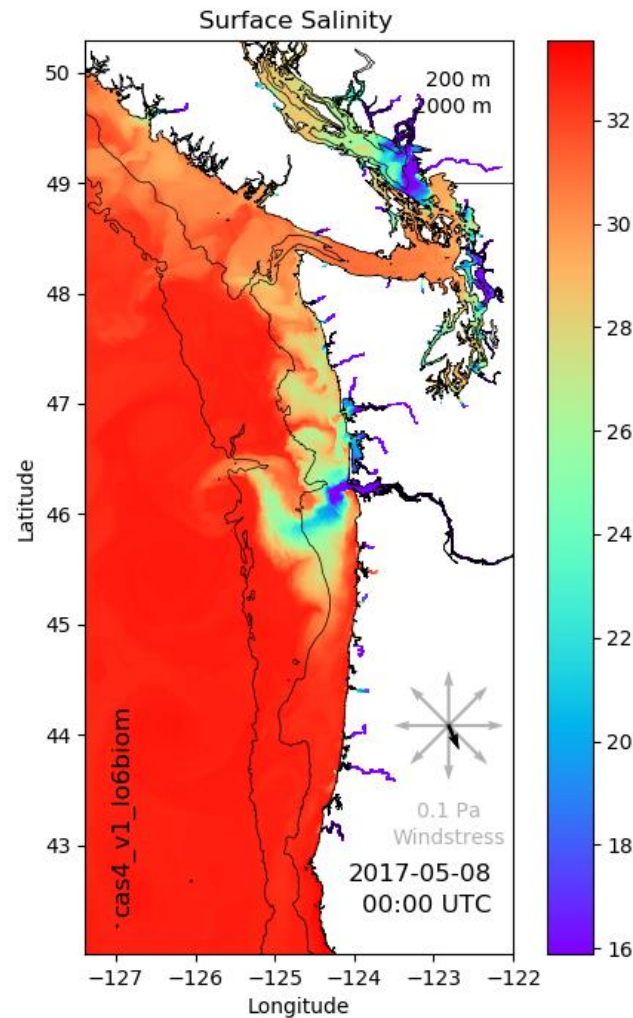 Surface Salinity
50
49
48
47
46
45
44
43
Latitude
200 m
2000 m
cas4_v1_lo6biom
0.1 Pa
Windstress
2017-05-08
00:00 UTC
−127 −126 −125 −124 −123 −122
Longitude
32
30
28
26
24
22
20
18
16